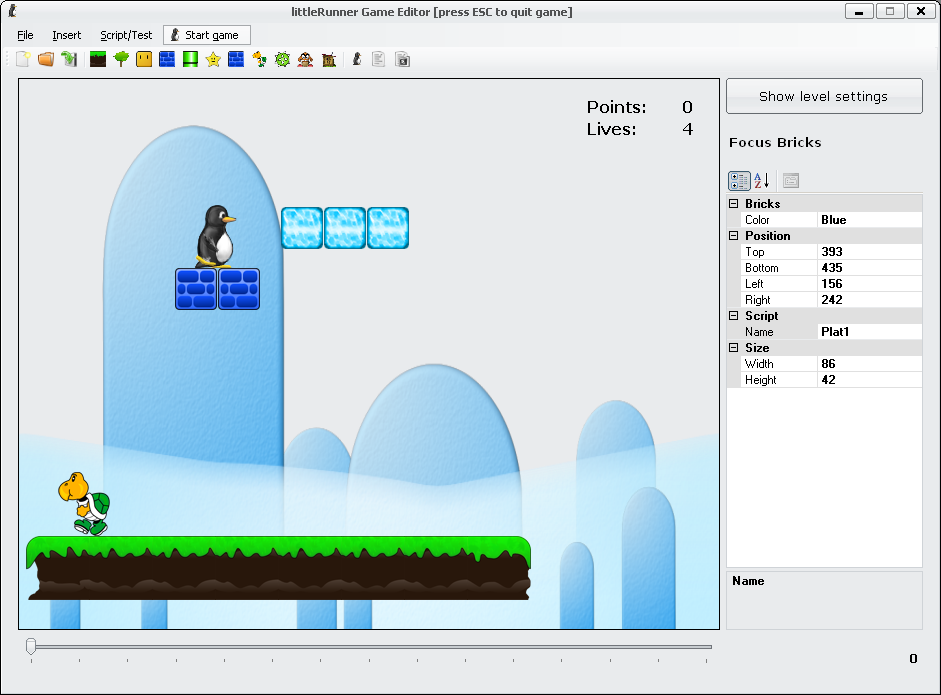 littleRunner Game Editor [press ESC to quit game]
File Insert Script/Test Start game
Points: 0
Lives: 4
Show level settings
Focus Bricks
A
Z
Bricks
Color Blue
Position
Top 393
Bottom 435
Left 156
Right 242
Script
Name Plat1
Size
Width 86
Height 42
Name
0